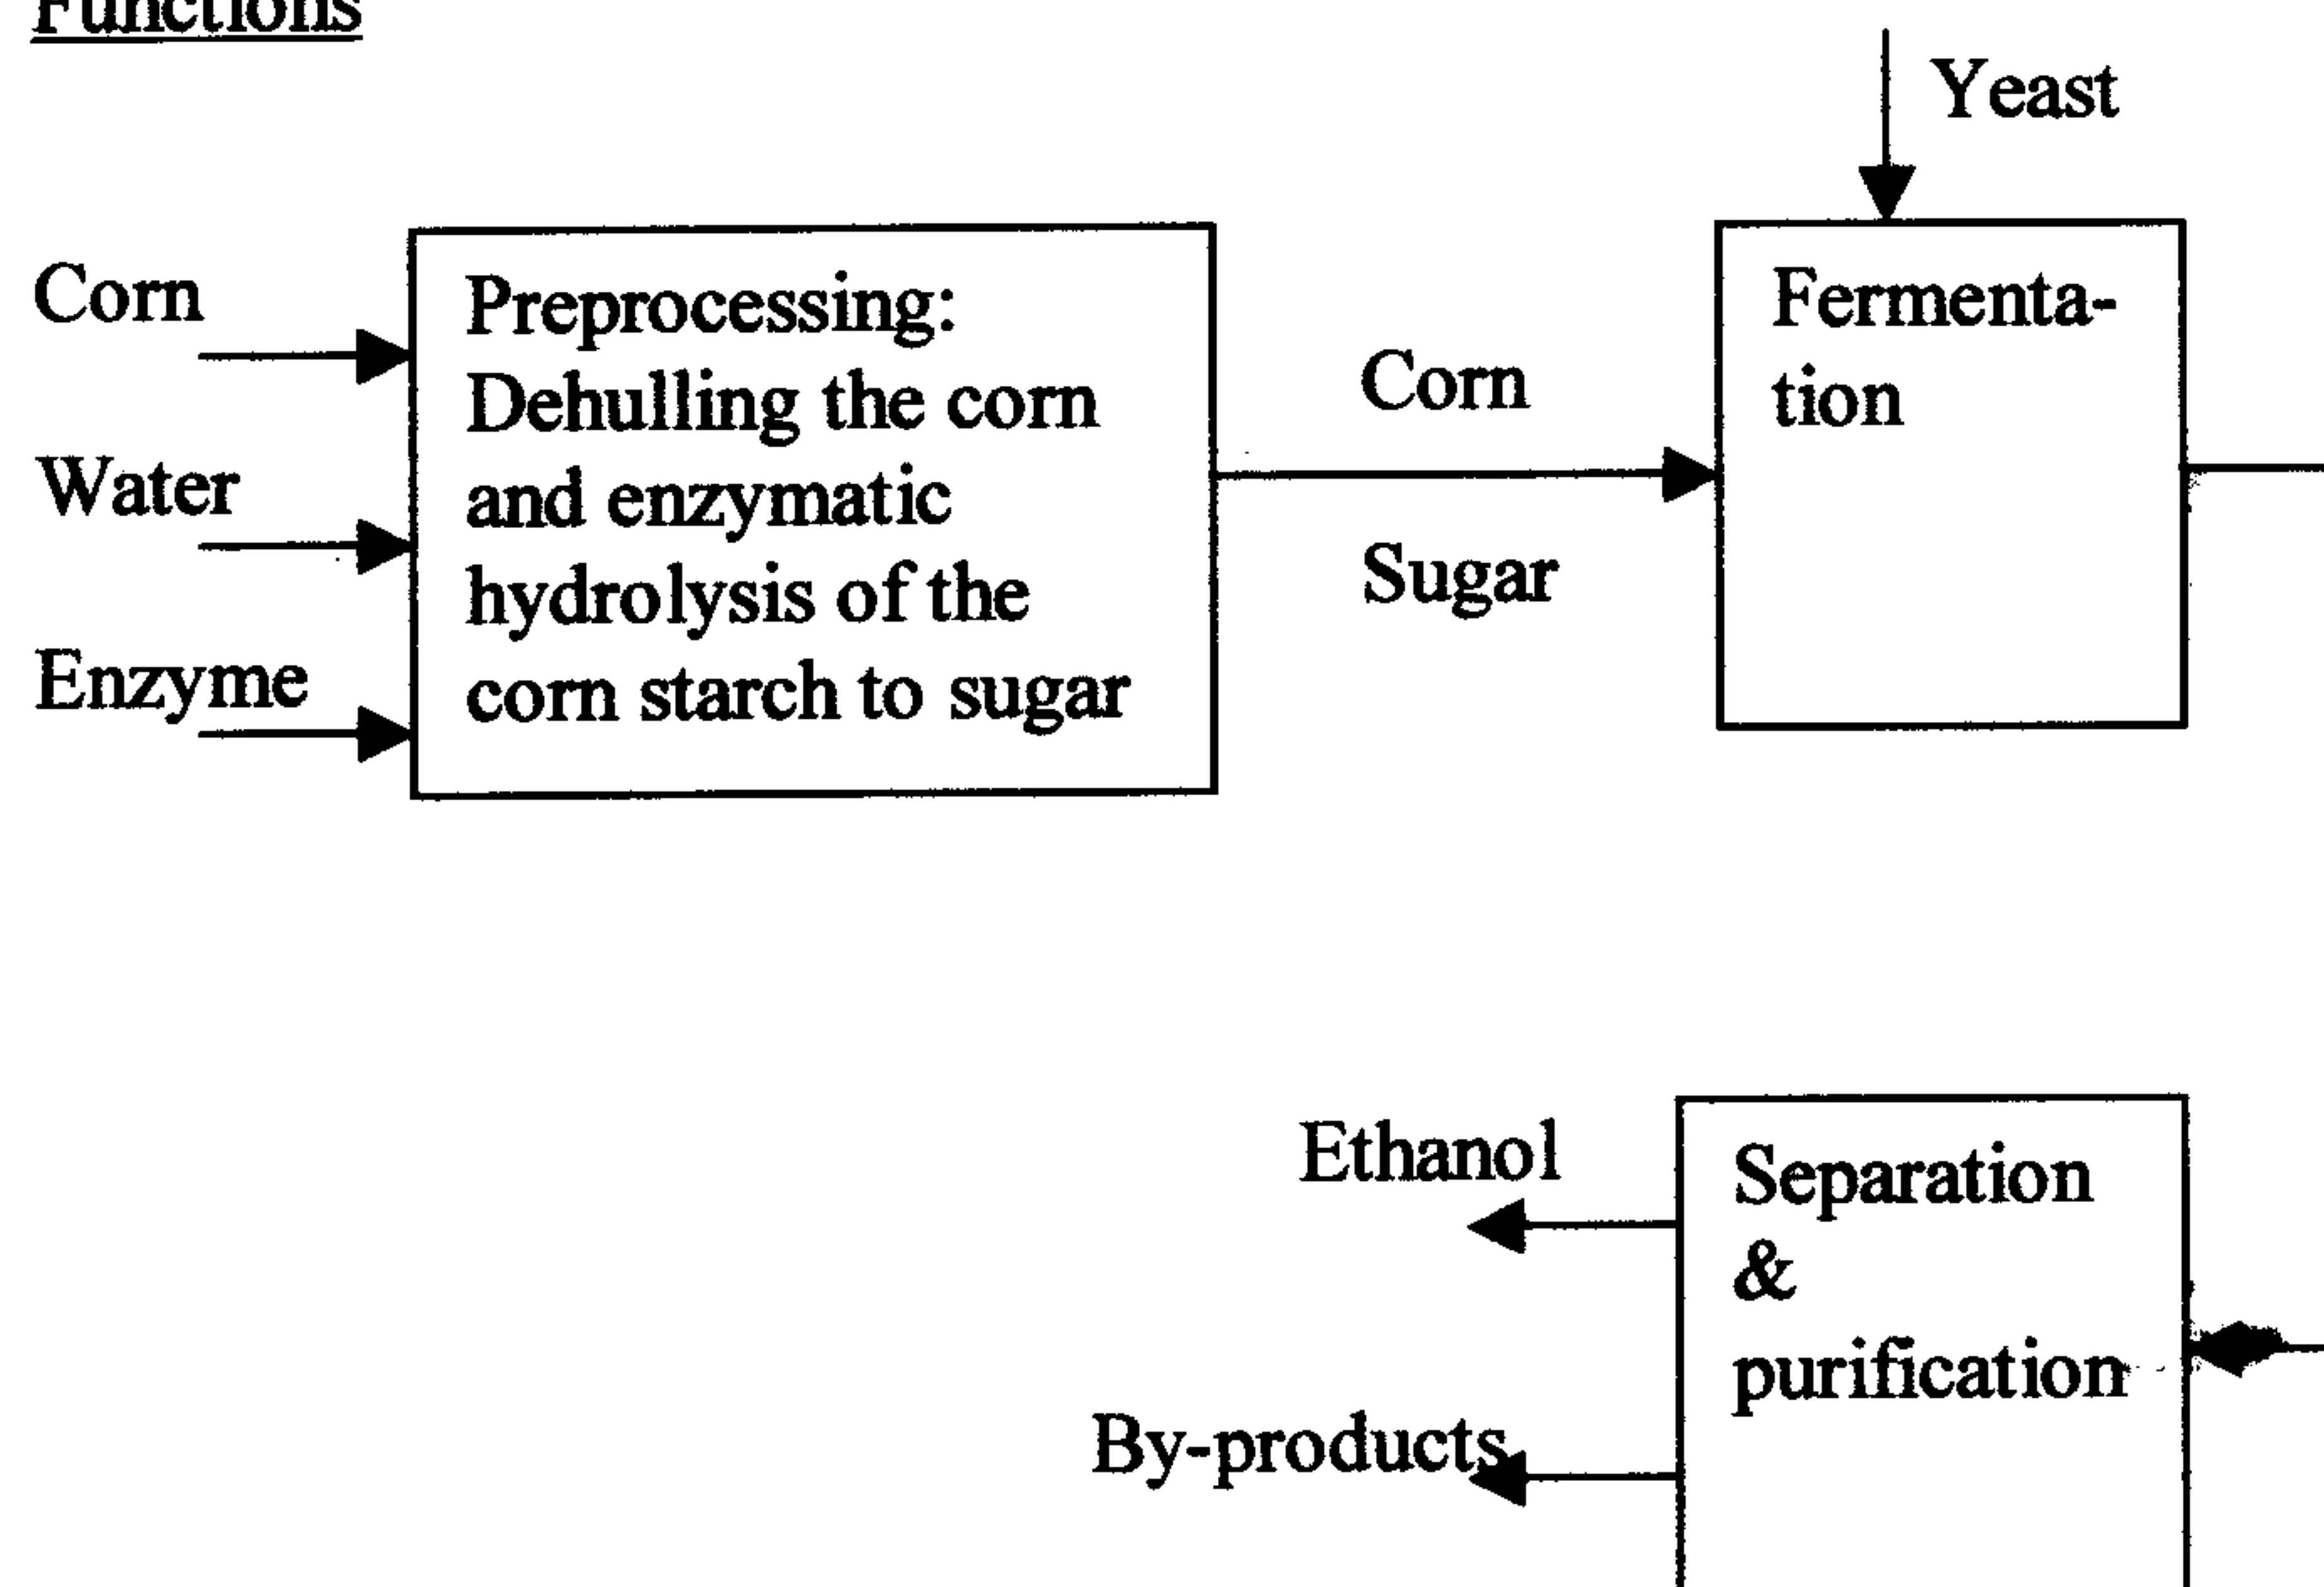 Functions
Yeast
Corn
Water
Enzyme
Preprocessing:
Dehulling the corn
and enzymatic
hydrolysis of the
corn starch to sugar
Corn
Sugar
Fermenta-
tion
Ethanol
By-products
Separation
&
purification